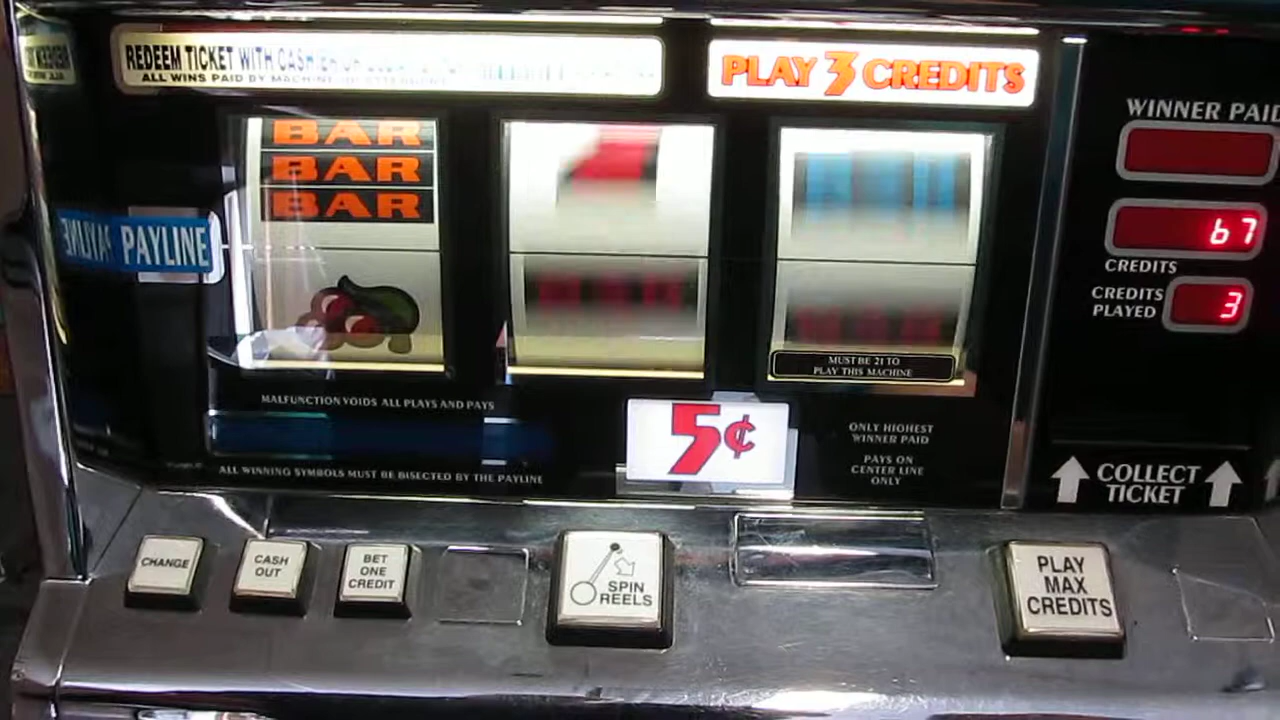 REDEEM TICKET WITH CASHIER OR
ALL WINS PAID BY MACHINE OR ATTENDANT
PLAY 3 CREDITS
WINNER PAID
BAR
BAR
BAR
PAYLINE
67
CREDITS
CREDITS
PLAYED
3
MUST BE 21 TO
PLAY THIS MACHINE
MALFUNCTION VOIDS ALL PLAYS AND PAYS
5¢
ONLY HIGHEST
WINNER PAID
PAYS ON
CENTER LINE
ONLY
ALL WINNING SYMBOLS MUST BE BISECTED BY THE PAYLINE
COLLECT
TICKET
CHANGE
CASH
OUT
BET
ONE
CREDIT
SPIN
REELS
PLAY
MAX
CREDITS